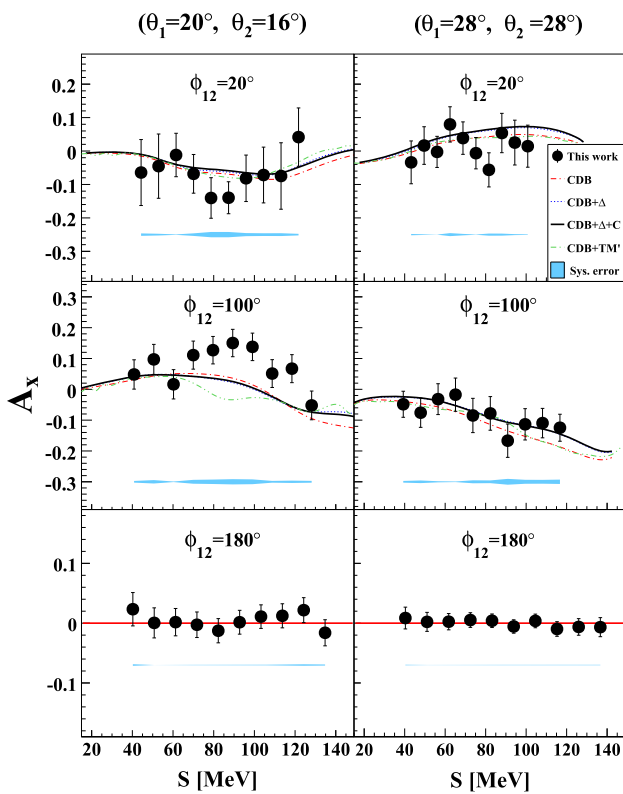 (θ₁=20°, θ₂=16°) (θ₁=28°, θ₂=28°)
ϕ₁₂=20° ϕ₁₂=20°
0.2
0.1
0
-0.1
-0.2
-0.3
This work
CDB
CDB+Δ
CDB+Δ+C
CDB+TM'
Sys. error
ϕ₁₂=100° ϕ₁₂=100°
0.3
0.2
0.1
0
-0.1
-0.2
-0.3
Aₓ
ϕ₁₂=180° ϕ₁₂=180°
0.1
0
-0.1
20 40 60 80 100 120 140 20 40 60 80 100 120 140
S [MeV] S [MeV]